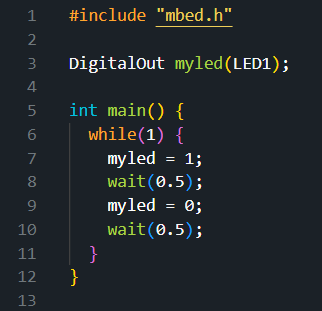 1 #include "mbed.h"
2
3 DigitalOut myled(LED1);
4
5 int main() {
6   while(1) {
7     myled = 1;
8     wait(0.5);
9     myled = 0;
10     wait(0.5);
11   }
12 }
13